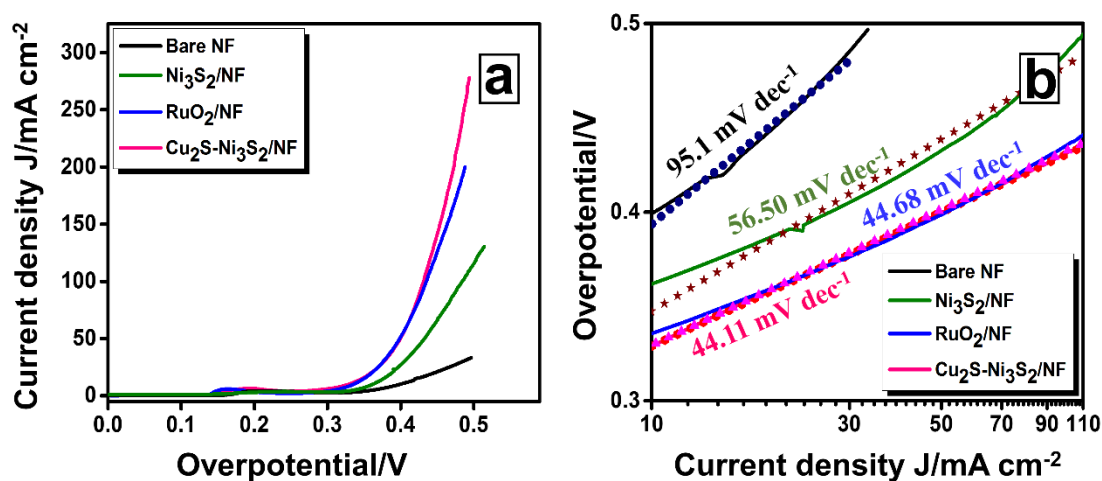 Current density J/mA cm⁻²
300
250
200
150
100
50
0
Bare NF
Ni₃S₂/NF
RuO₂/NF
Cu₂S-Ni₃S₂/NF
a
0.0 0.1 0.2 0.3 0.4 0.5
Overpotential/V
Overpotential/V
0.5
0.4
0.3
b
95.1 mV dec⁻¹
56.50 mV dec⁻¹
44.68 mV dec⁻¹
44.11 mV dec⁻¹
Bare NF
Ni₃S₂/NF
RuO₂/NF
Cu₂S-Ni₃S₂/NF
10 30 50 70 90 110
Current density J/mA cm⁻²